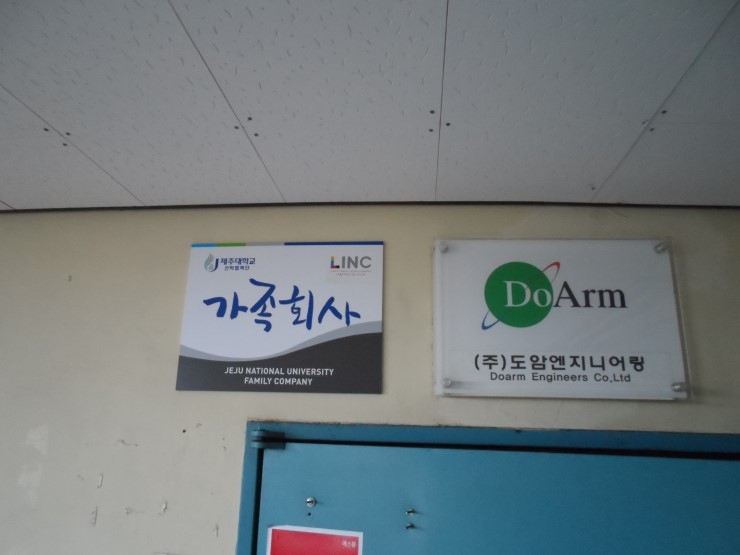 제주대학교
산학협력단
LINC
가족회사
JEJU NATIONAL UNIVERSITY
FAMILY COMPANY
DoArm
(주)도암엔지니어링
Doarm Engineers Co,Ltd